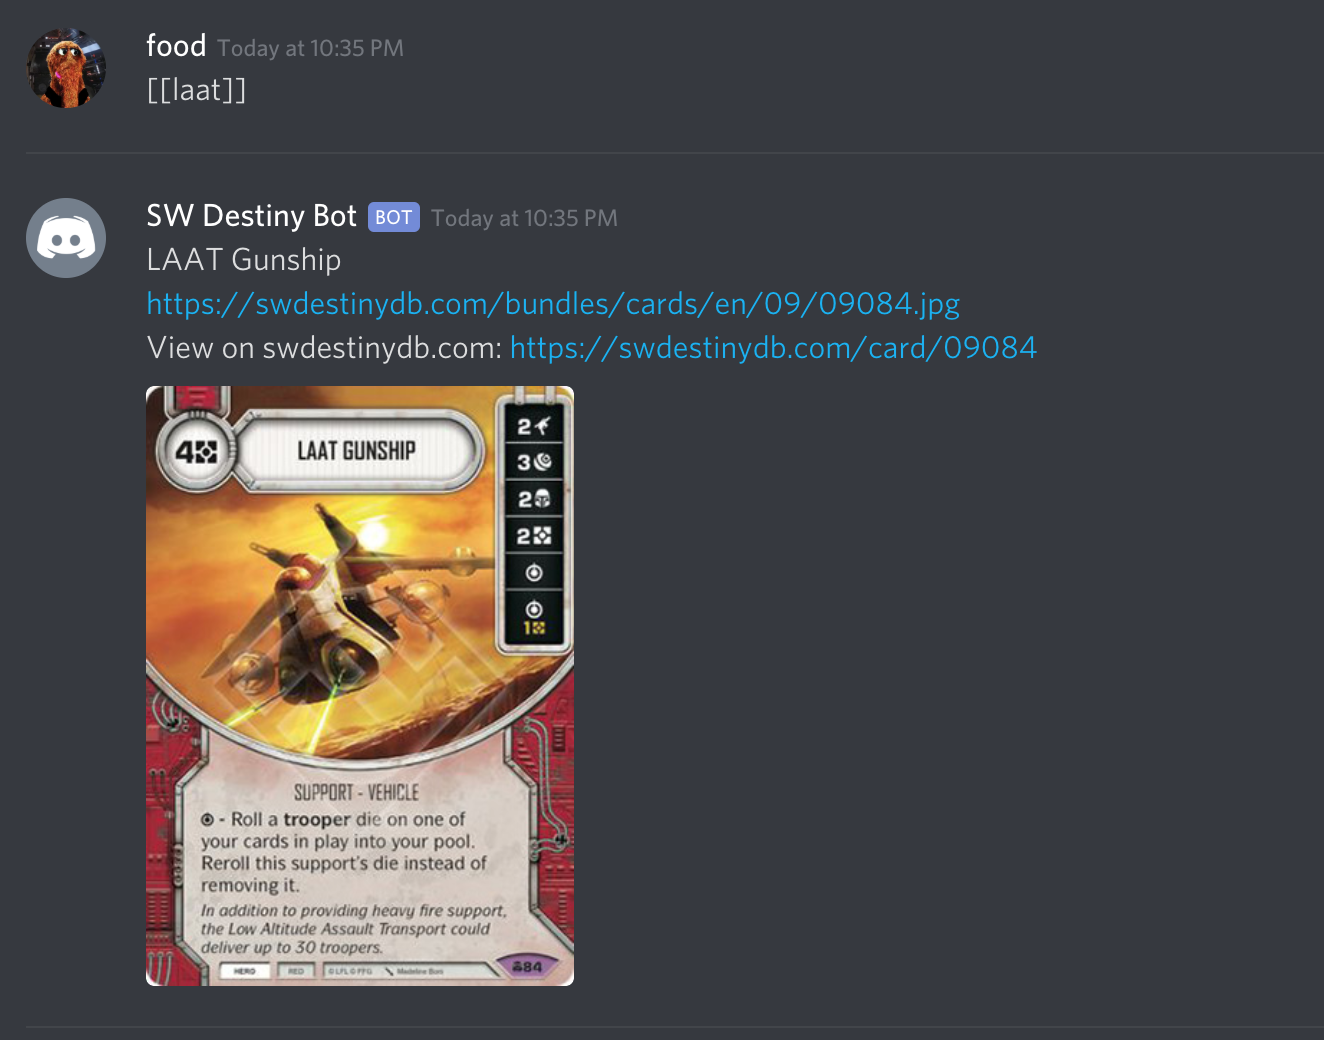 food Today at 10:35 PM
[[laat]]
SW Destiny Bot BOT Today at 10:35 PM
LAAT Gunship
https://swdestinydb.com/bundles/cards/en/09/09084.jpg
View on swdestinydb.com: https://swdestinydb.com/card/09084
4
LAAT GUNSHIP
2
3
2
2
1
SUPPORT - VEHICLE
- Roll a trooper die on one of
your cards in play into your pool.
Reroll this support's die instead of
removing it.
In addition to providing heavy fire support,
the Low Altitude Assault Transport could
deliver up to 30 troopers.
HERO RED © LFL © FFG Madeline Boni 84